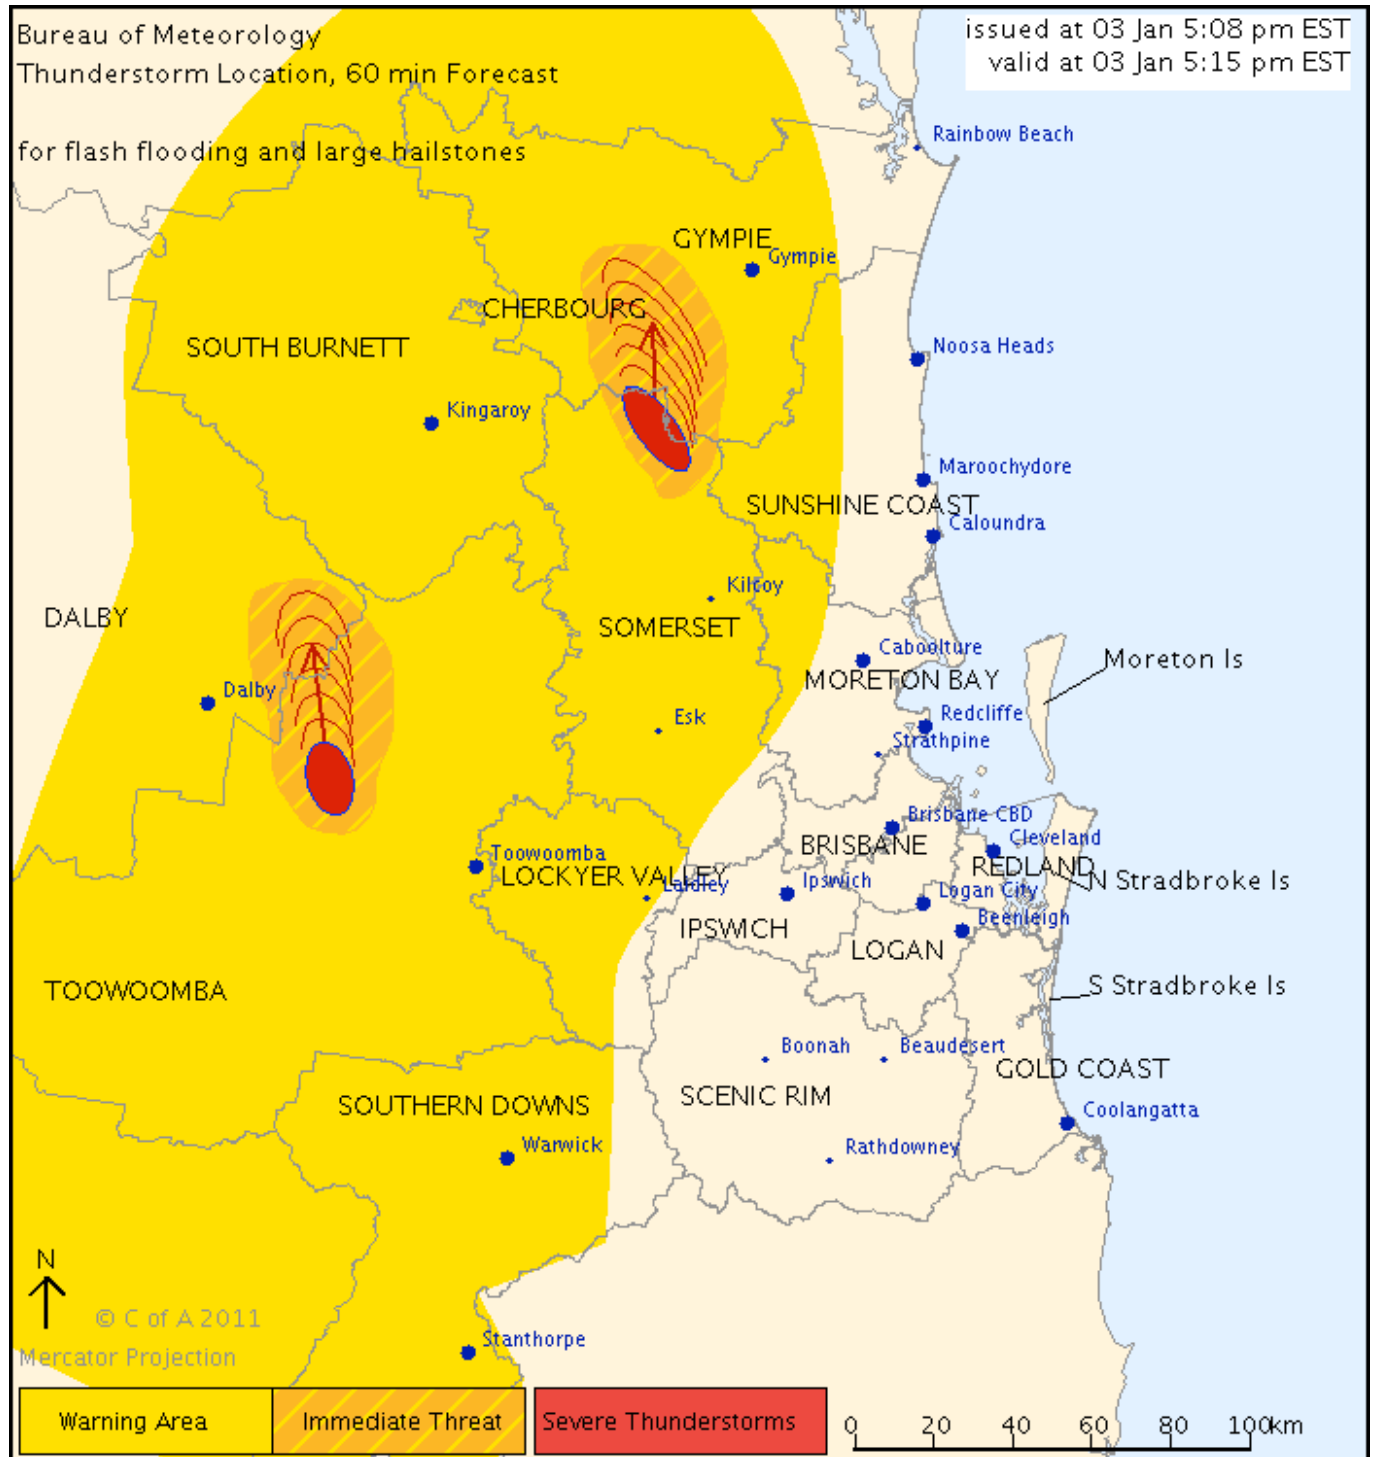 Bureau of Meteorology
issued at 03 Jan 5:08 pm EST
Thunderstorm Location, 60 min Forecast
valid at 03 Jan 5:15 pm EST
for flash flooding and large hailstones
Rainbow Beach
GYMPIE
Gympie
CHERBOURG
SOUTH BURNETT
Noosa Heads
Kingaroy
Maroochydore
SUNSHINE COAST
Caloundra
Kilcoy
DALBY
SOMERSET
Caboolture
Moreton Is
MORETON BAY
Dalby
Esk
Redcliffe
Strathpine
Brisbane CBD
BRISBANE
Cleveland
Toowoomba
REDLAND
LOCKYER VALLEY
Laidley
Ipswich
N Stradbroke Is
Logan City
Beenleigh
IPSWICH
LOGAN
TOOWOOMBA
S Stradbroke Is
Boonah
Beaudesert
GOLD COAST
SCENIC RIM
SOUTHERN DOWNS
Coolangatta
Warwick
Rathdowney
N
© C of A 2011
Stanthorpe
Mercator Projection
Warning Area
Immediate Threat
Severe Thunderstorms
0 20 40 60 80 100km